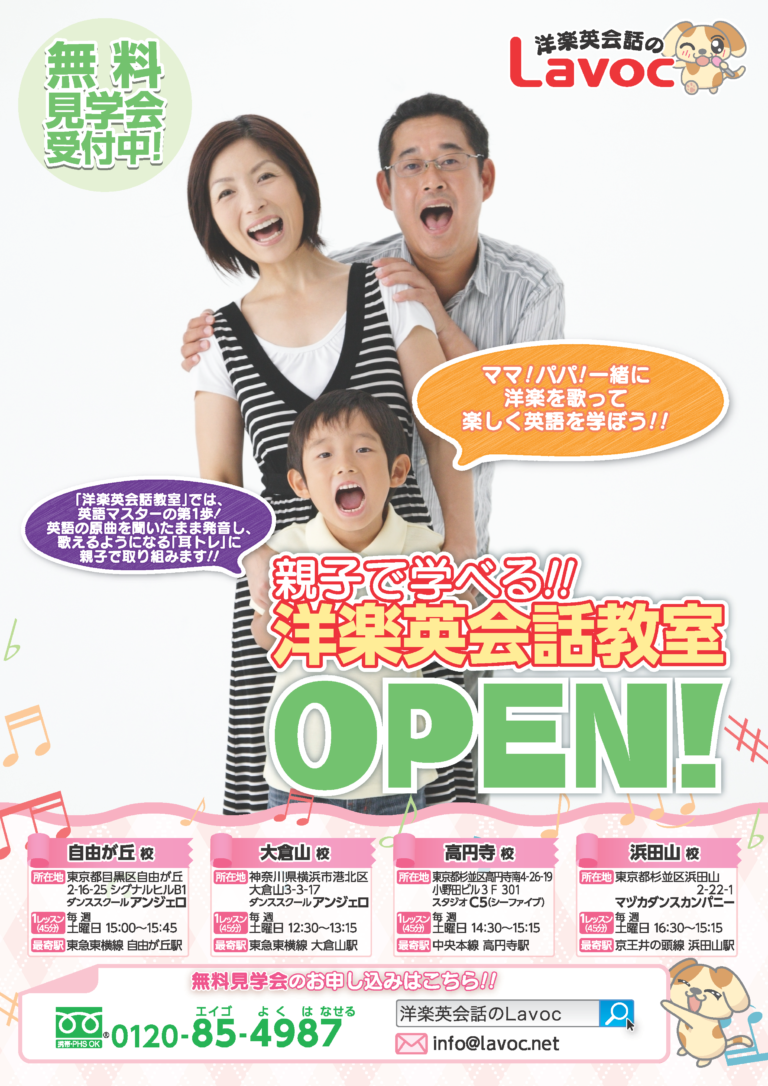 無料
見学会
受付中!
洋楽英会話の
Lavoc
ママ!パパ!一緒に
洋楽を歌って
楽しく英語を学ぼう!!
「洋楽英会話教室」では、
英語マスターの第1歩!
英語の原曲を聞いたまま発音し、
歌えるようになる「耳トレ」に
親子で取り組みます!!
親子で学べる!!
洋楽英会話教室
OPEN!
自由が丘 校
所在地 東京都目黒区自由が丘
2-16-25 シグナルヒルB1
ダンススクール アンジェロ
1レッスン(45分) 毎 週
土曜日 15:00〜15:45
最寄駅 東急東横線 自由が丘駅
大倉山 校
所在地 神奈川県横浜市港北区
大倉山3-3-17
ダンススクール アンジェロ
1レッスン(45分) 毎 週
土曜日 12:30〜13:15
最寄駅 東急東横線 大倉山駅
高円寺 校
所在地 東京都杉並区高円寺南4-26-19
小野田ビル3F 301
スタジオ C5(シーファイブ)
1レッスン(45分) 毎 週
土曜日 14:30〜15:15
最寄駅 中央本線 高円寺駅
浜田山 校
所在地 東京都杉並区浜田山
2-22-1
マヅカダンスカンパニー
1レッスン(45分) 毎 週
土曜日 16:30〜15:15
最寄駅 京王井の頭線 浜田山駅
無料見学会のお申し込みはこちら!!
エイゴ よ く は なせる
携帯・PHS OK ® 0120-85-4987
洋楽英会話のLavoc
info@lavoc.net